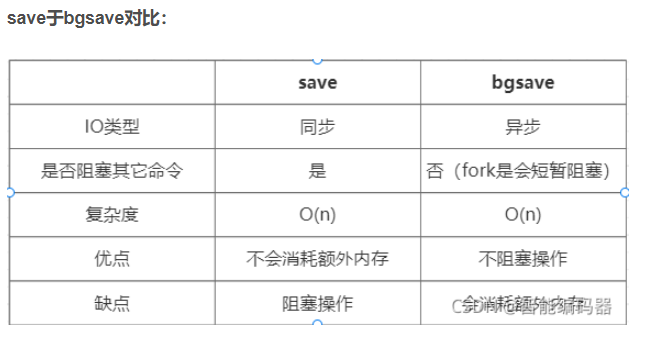 save于bgsave对比：
save bgsave
IO类型 同步 异步
是否阻塞其它命令 是 否（fork是会短暂阻塞）
复杂度 O(n) O(n)
优点 不会消耗额外内存 不阻塞操作
缺点 阻塞操作 会消耗额外内存
CSDN @智能编码器